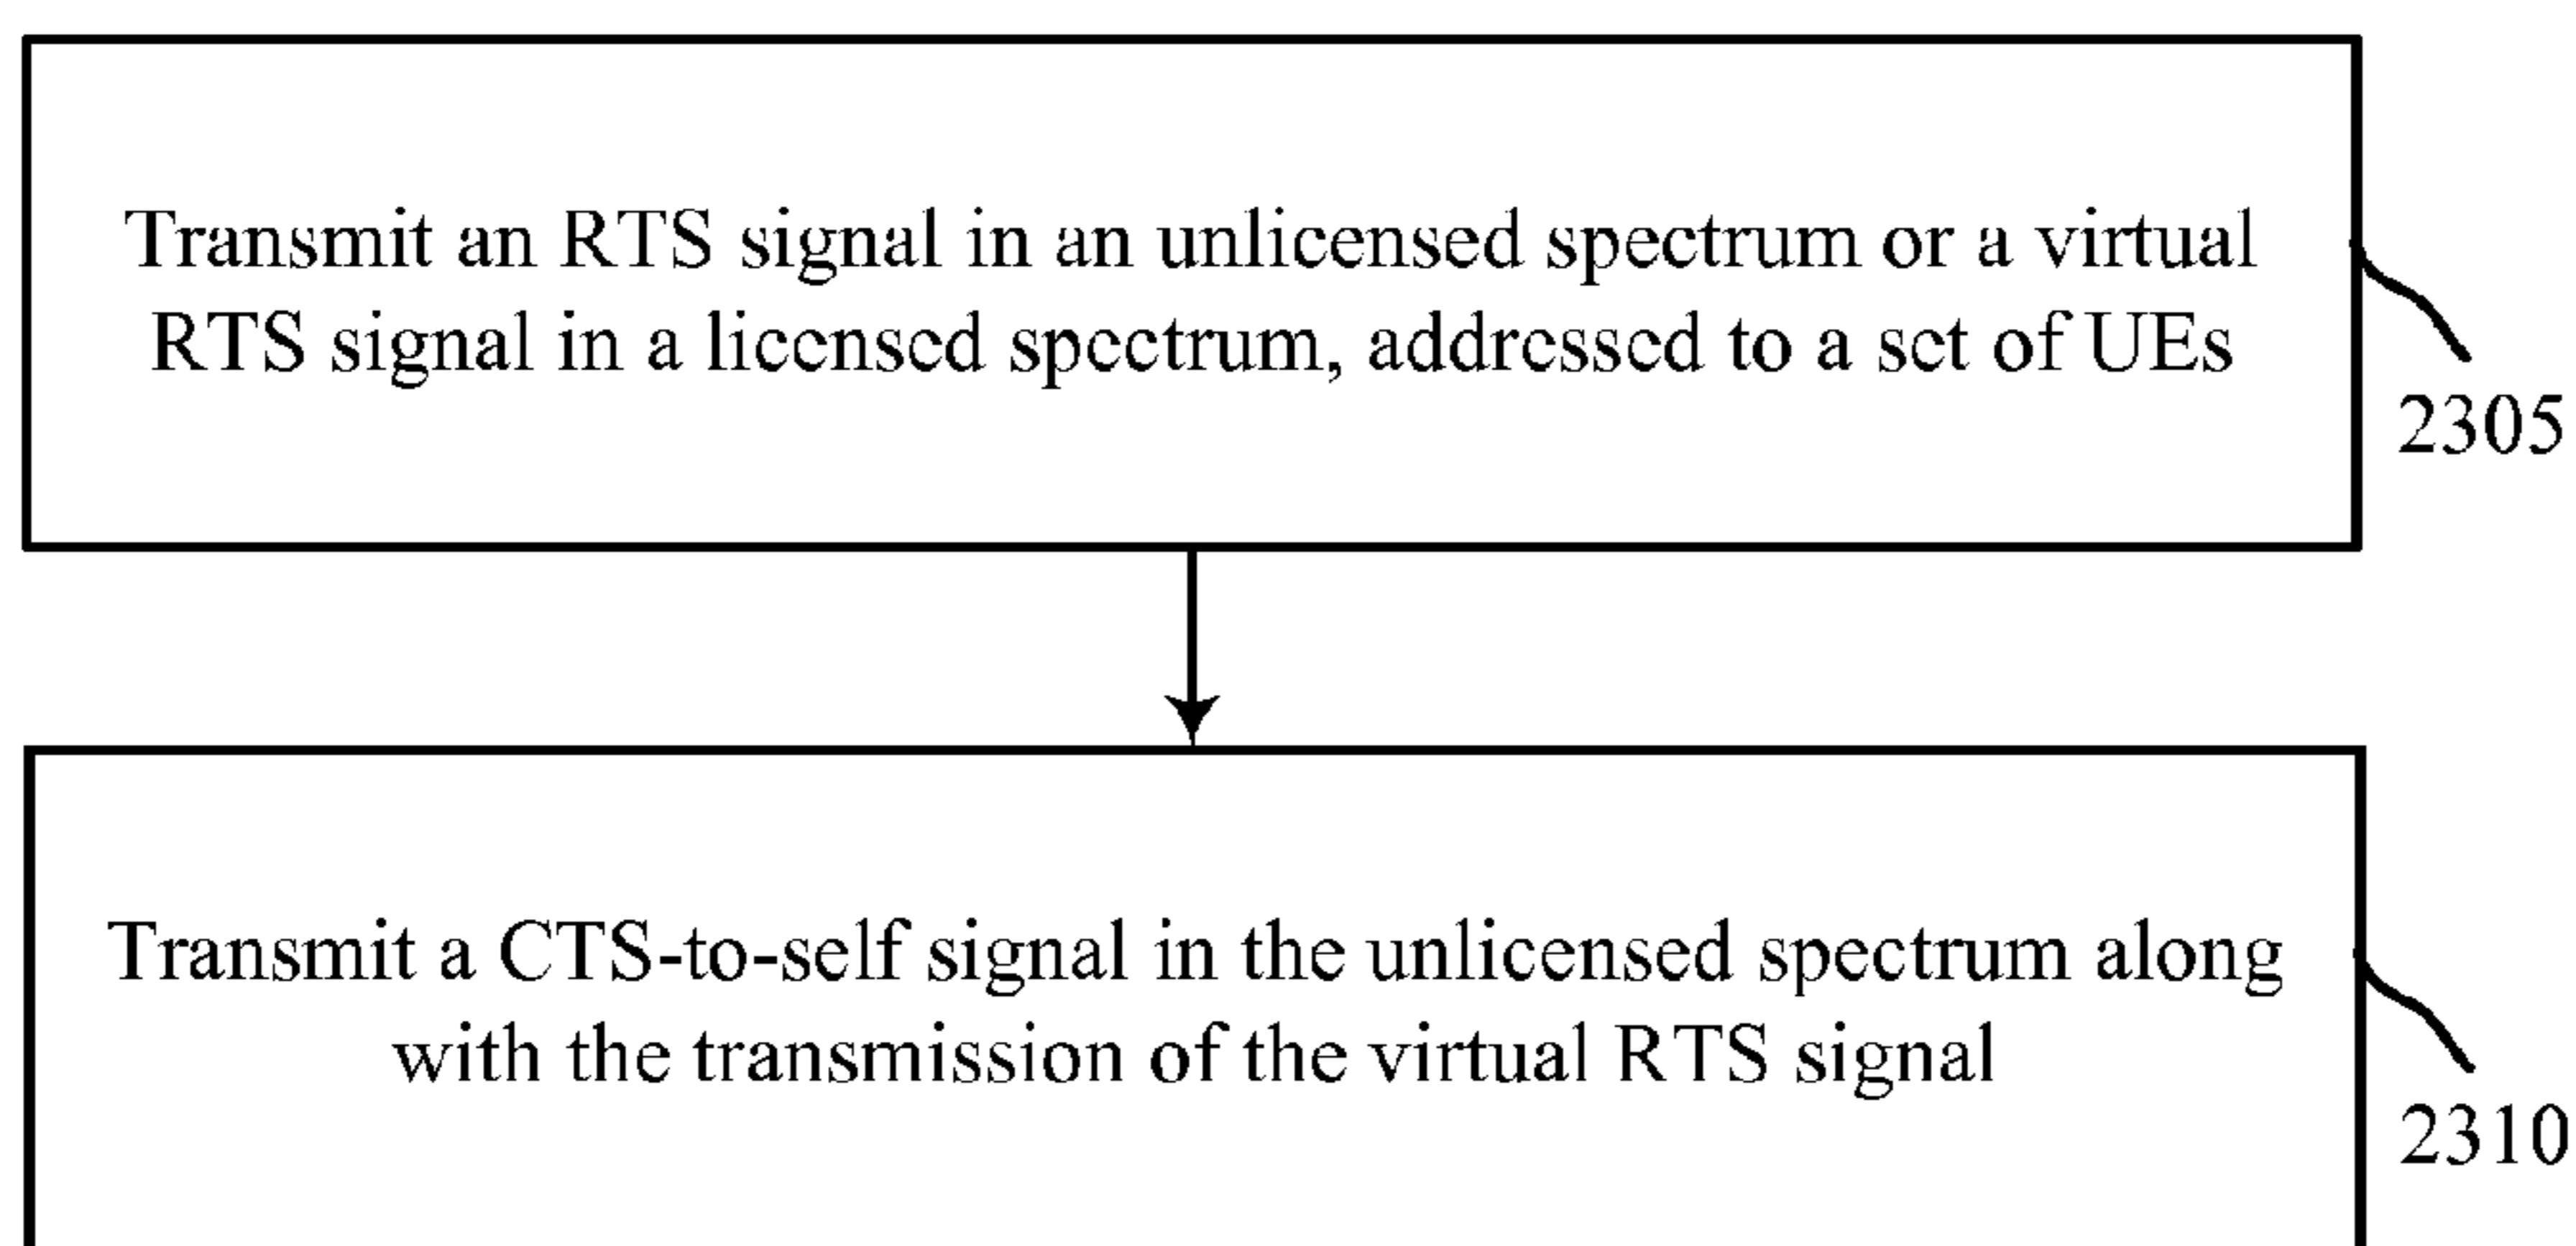 Transmit an RTS signal in an unlicensed spectrum or a virtual
RTS signal in a licensed spectrum, addressed to a set of UEs
2305
Transmit a CTS-to-self signal in the unlicensed spectrum along
with the transmission of the virtual RTS signal
2310